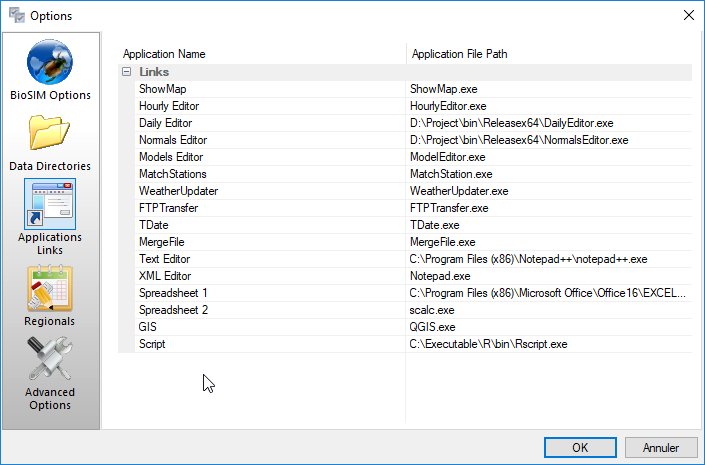 Options
BioSIM Options
Data Directories
Applications
Links
Regionals
Advanced
Options
Application Name Application File Path
Links
ShowMap ShowMap.exe
Hourly Editor HourlyEditor.exe
Daily Editor D:\Project\bin\Releasex64\DailyEditor.exe
Normals Editor D:\Project\bin\Releasex64\NormalsEditor.exe
Models Editor ModelEditor.exe
MatchStations MatchStation.exe
WeatherUpdater WeatherUpdater.exe
FTPTransfer FTPTransfer.exe
TDate TDate.exe
MergeFile MergeFile.exe
Text Editor C:\Program Files (x86)\Notepad++\notepad++.exe
XML Editor Notepad.exe
Spreadsheet 1 C:\Program Files (x86)\Microsoft Office\Office16\EXCEL...
Spreadsheet 2 scalc.exe
GIS QGIS.exe
Script C:\Executable\R\bin\Rscript.exe
OK Annuler